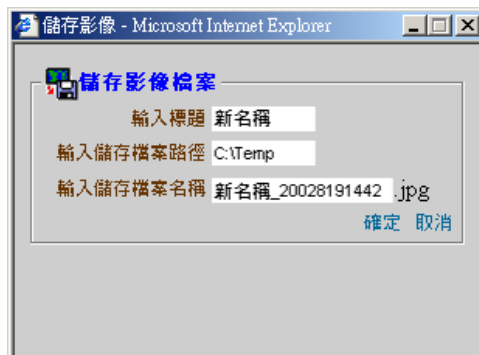 儲存影像 - Microsoft Internet Explorer
儲存影像檔案
輸入標題 新名稱
輸入儲存檔案路徑 C:\Temp
輸入儲存檔案名稱 新名稱_20028191442 .jpg
確定 取消